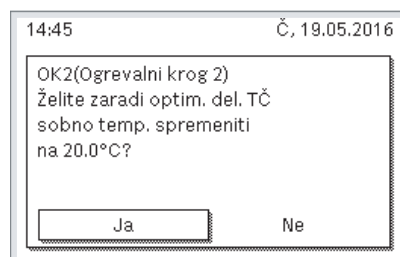 14:45 Č, 19.05.2016
OK2(Ogrevalni krog 2)
Želite zaradi optim. del. TČ
sobno temp. spremeniti
na 20.0°C?
Ja Ne